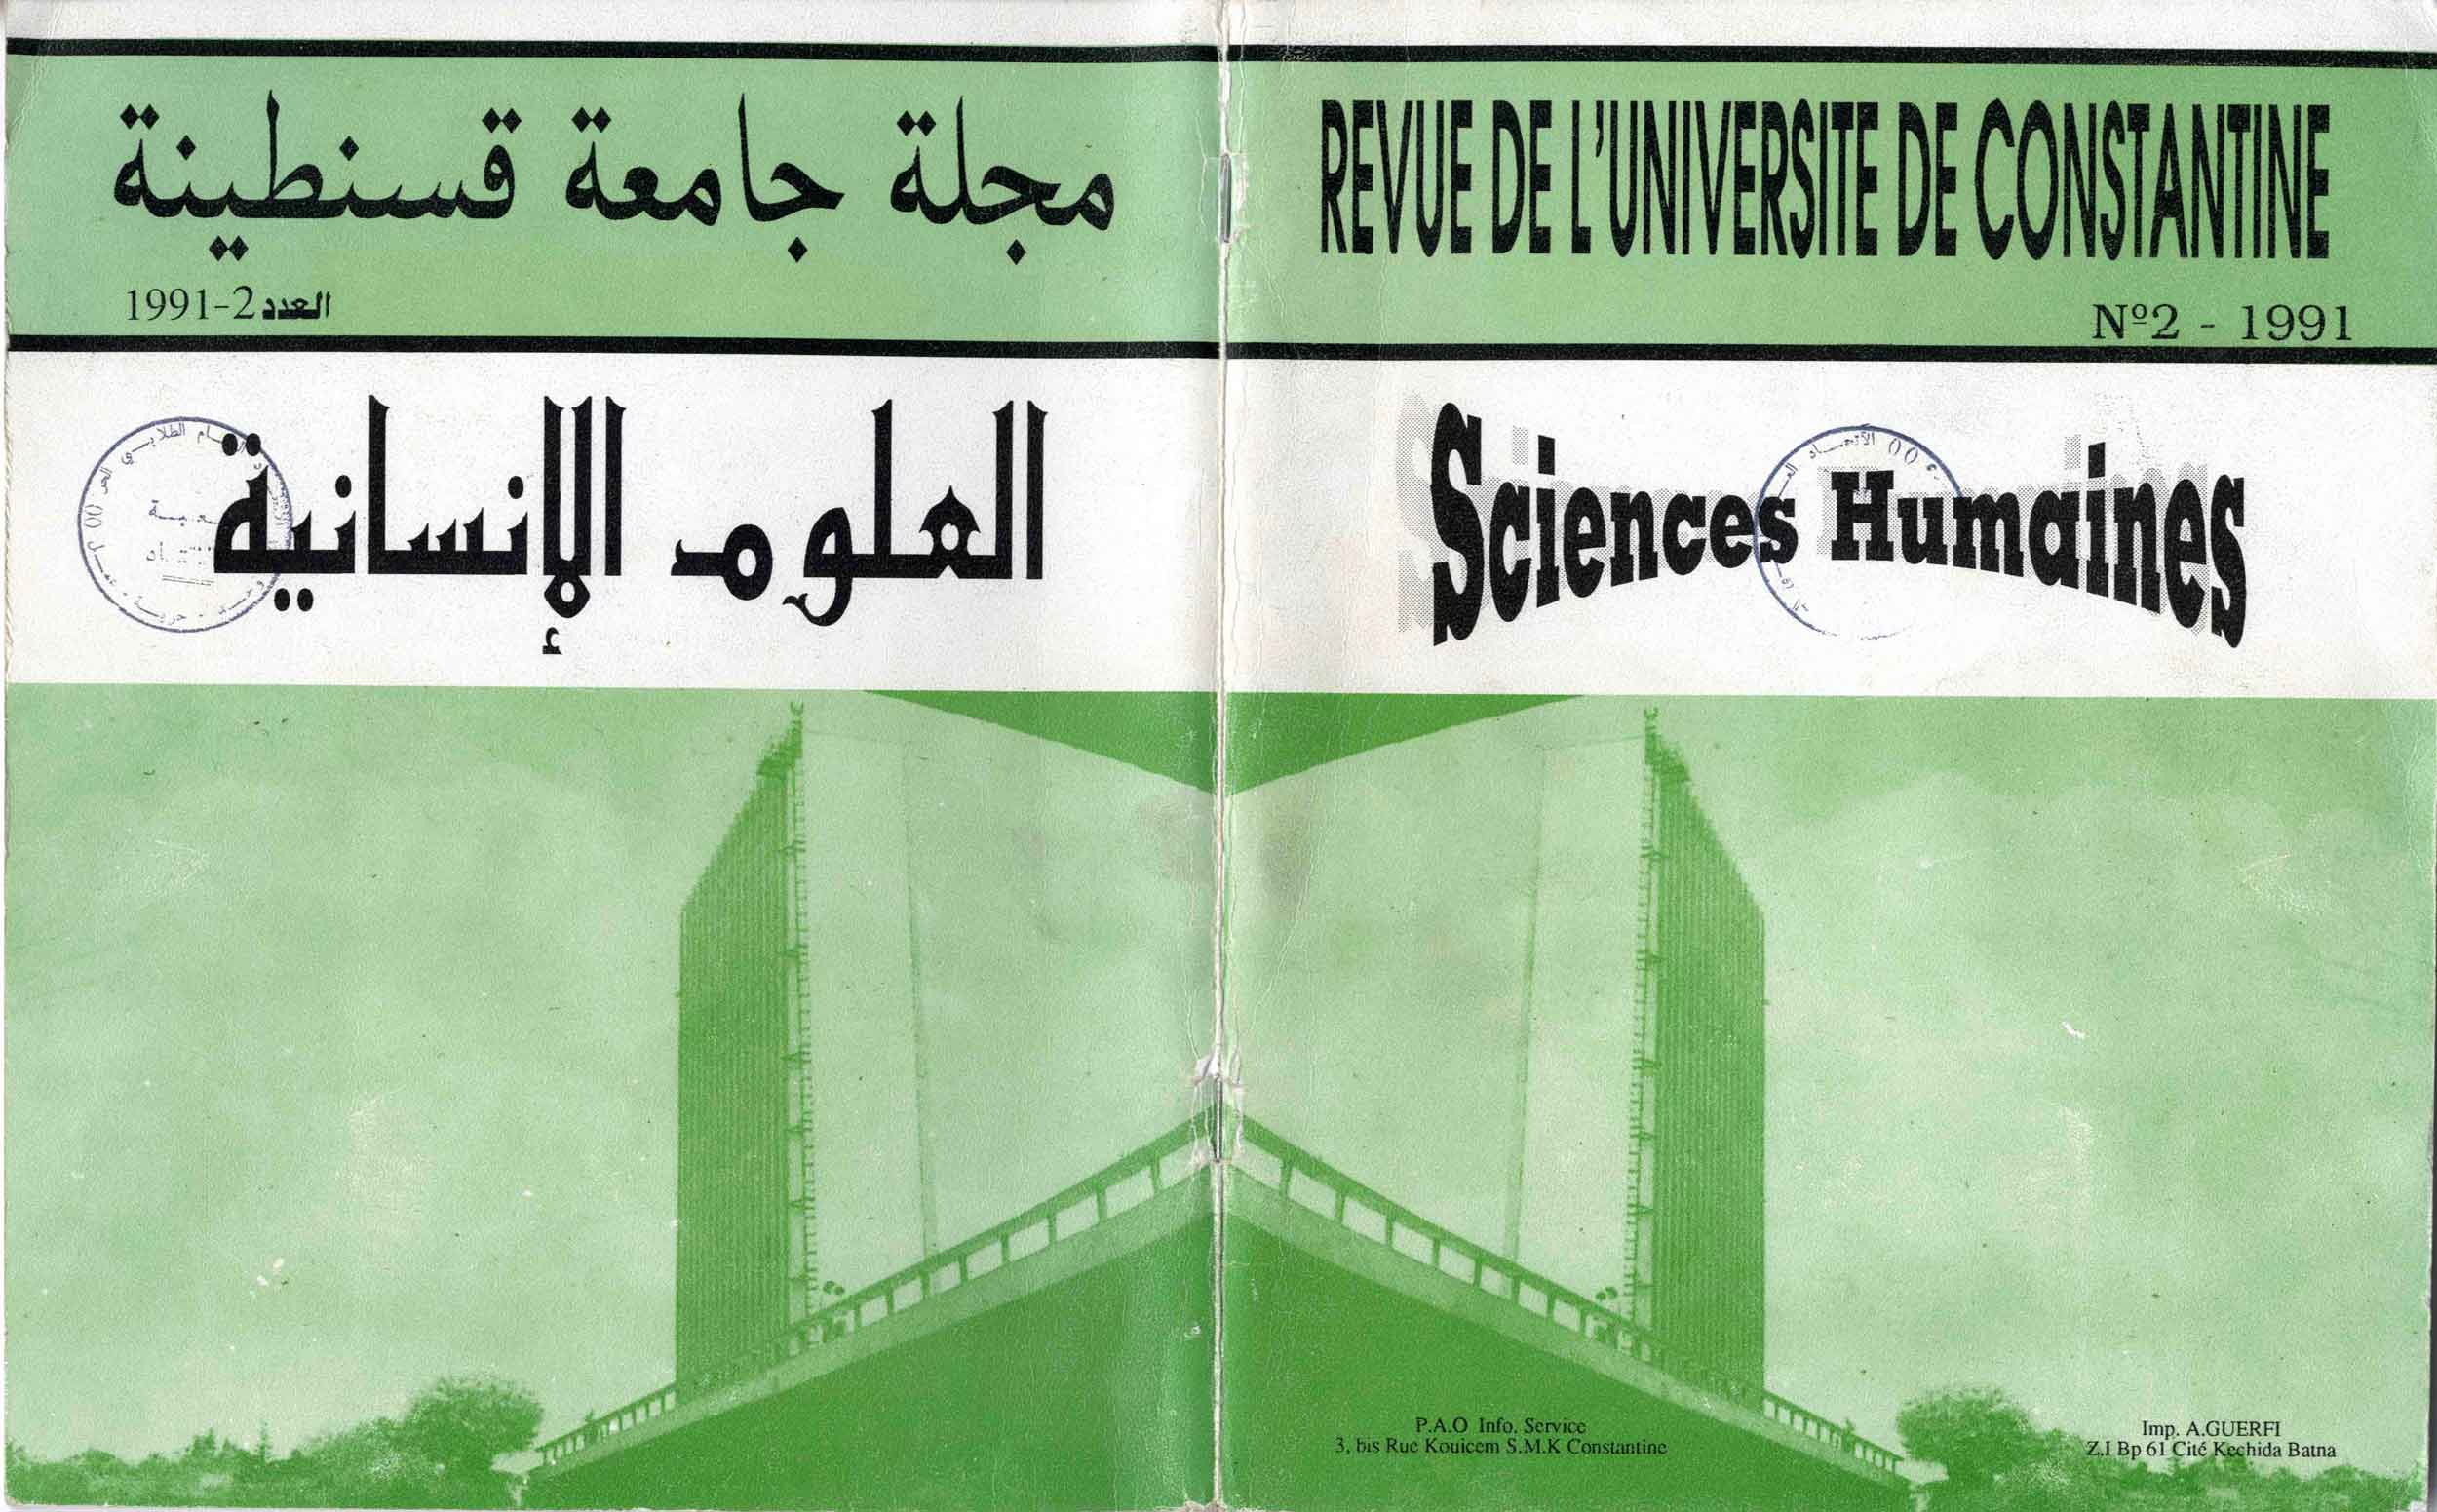 مجلة جامعة قسنطينة
العدد 2-1991
العلوم الإنسانية
REVUE DE L'UNIVERSITE DE CONSTANTINE
Nº2 - 1991
Sciences Humaines
P.A.O Info. Service
3, bis Rue Kouicem S.M.K Constantine
Imp. A.GUERFI
Z.I Bp 61 Cité Kechida Batna